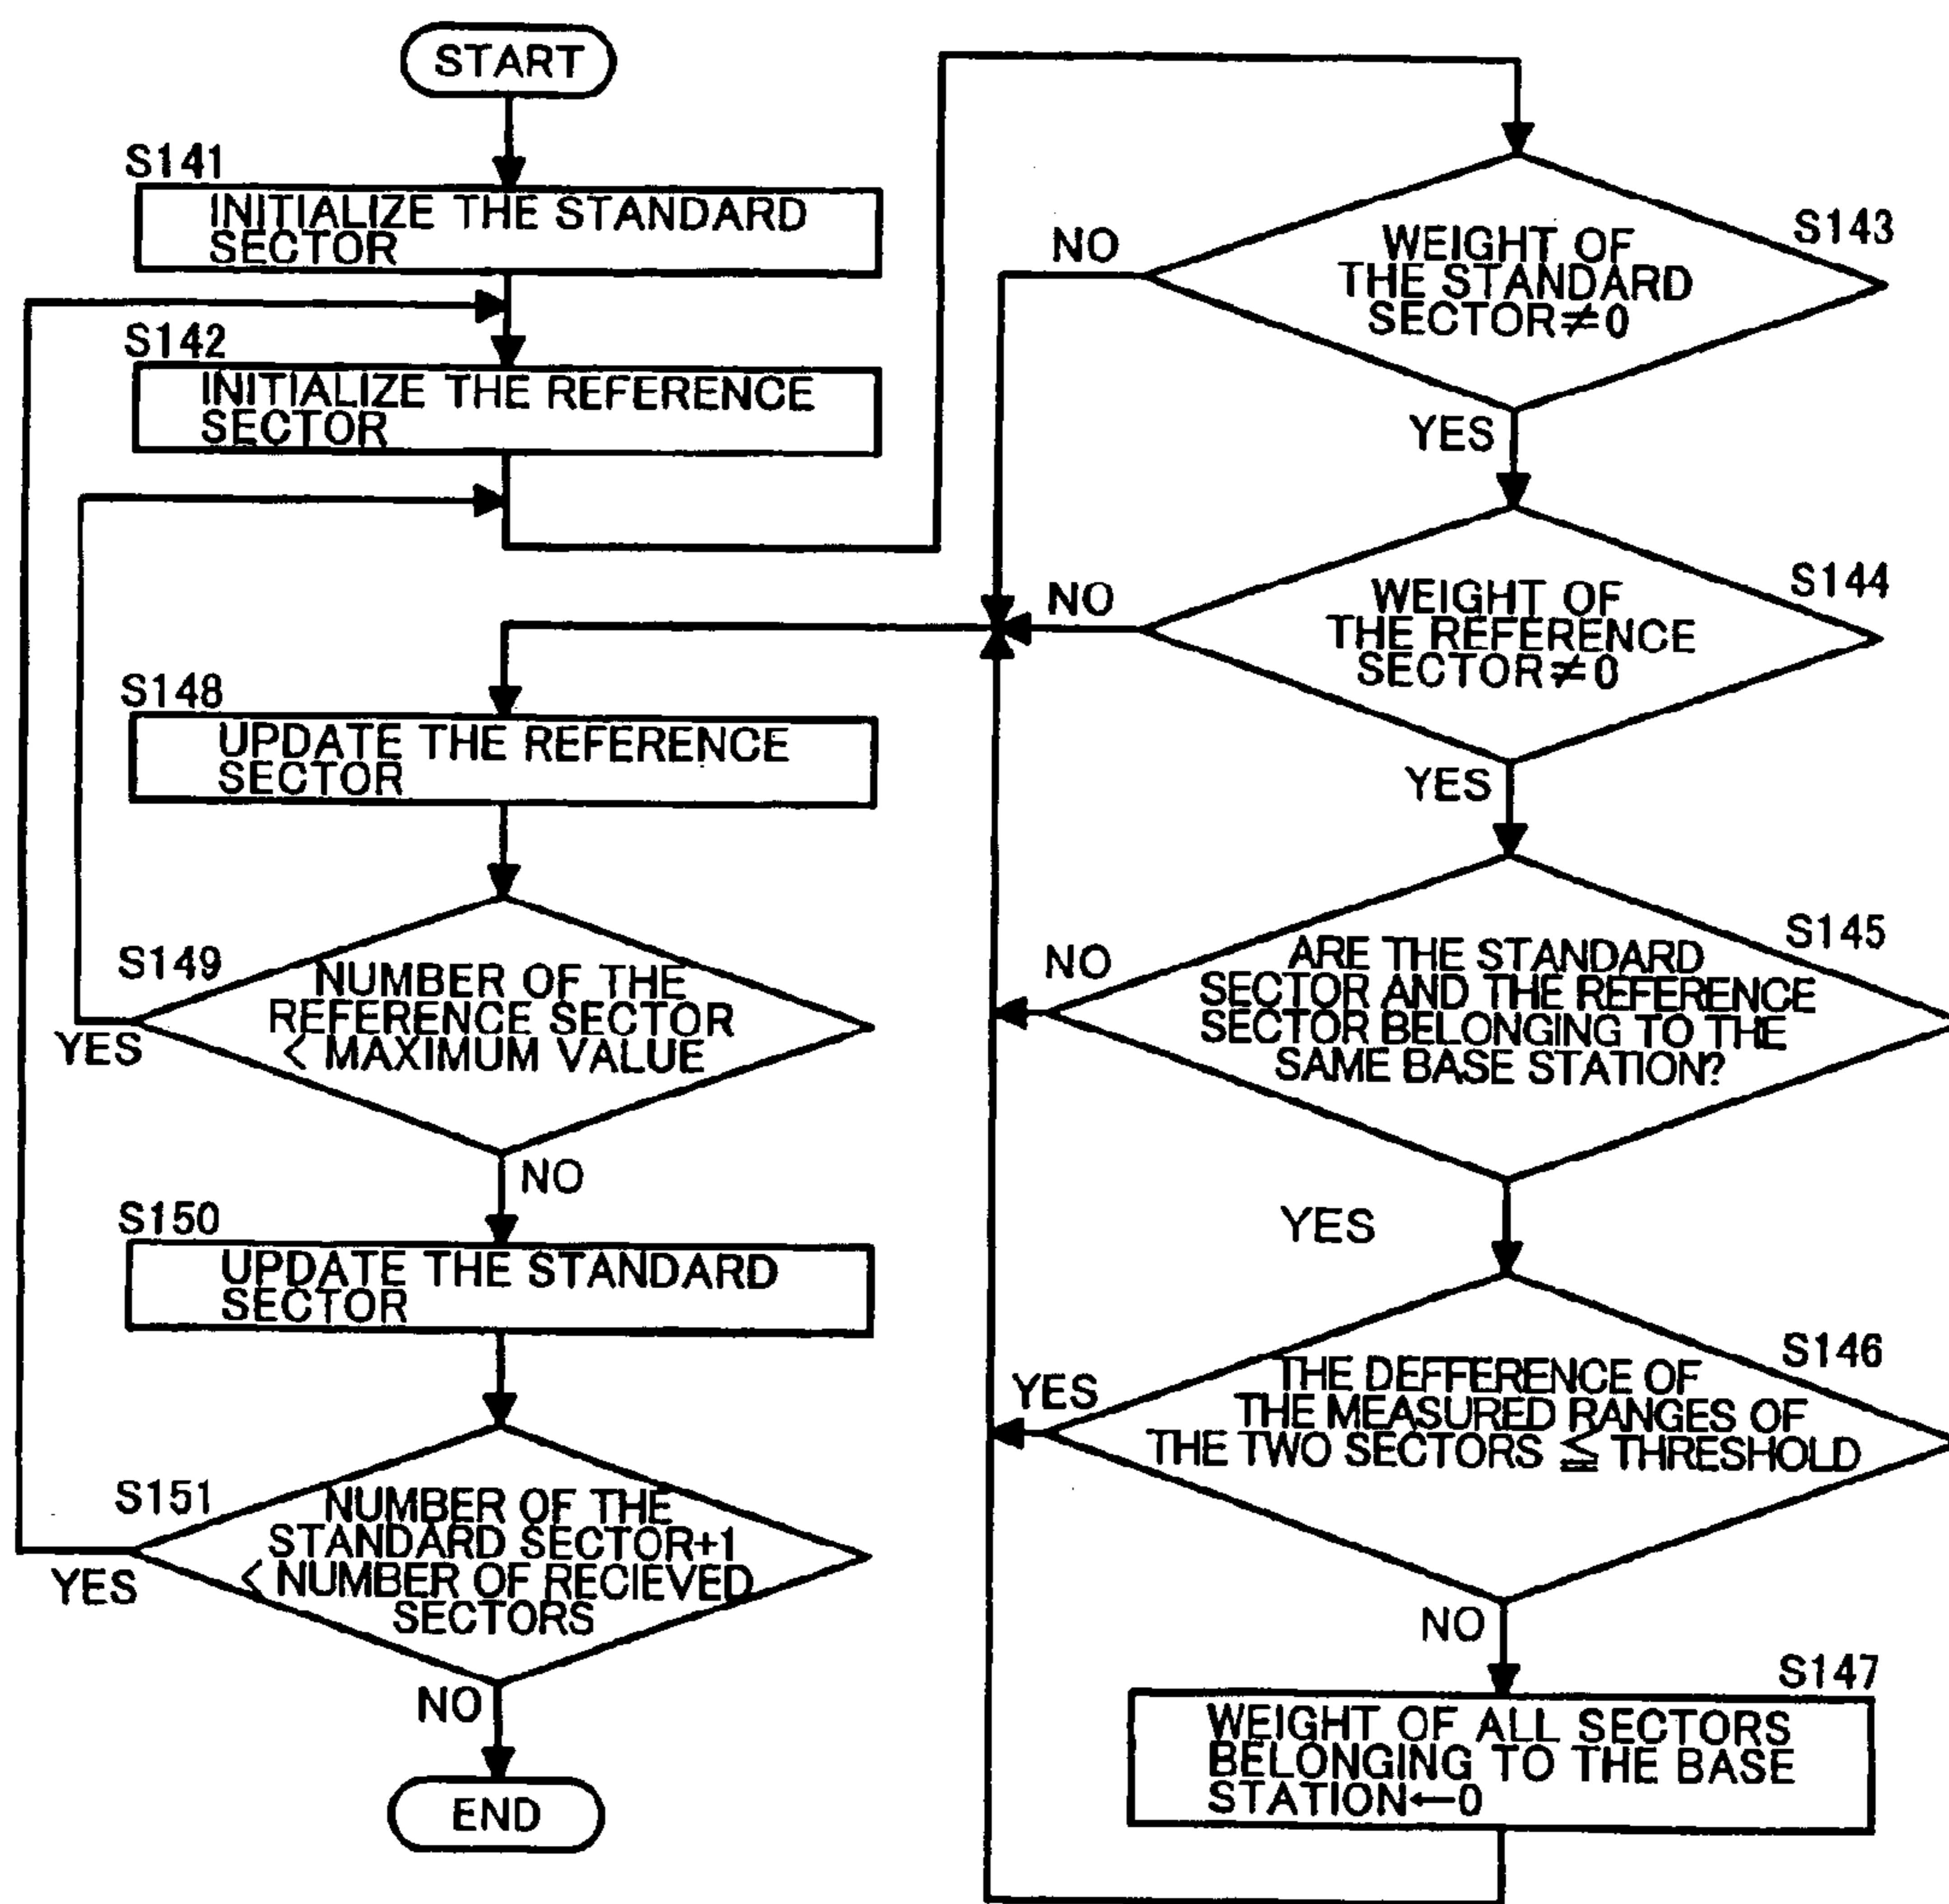 START
S141
INITIALIZE THE STANDARD
SECTOR
S142
INITIALIZE THE REFERENCE
SECTOR
S143
WEIGHT OF
THE STANDARD
SECTOR≠0
NO
YES
S144
WEIGHT OF
THE REFERENCE
SECTOR≠0
NO
YES
S145
ARE THE STANDARD
SECTOR AND THE REFERENCE
SECTOR BELONGING TO THE
SAME BASE STATION?
NO
YES
S146
THE DEFFERENCE OF
THE MEASURED RANGES OF
THE TWO SECTORS ≦ THRESHOLD
YES
NO
S147
WEIGHT OF ALL SECTORS
BELONGING TO THE BASE
STATION←0
S148
UPDATE THE REFERENCE
SECTOR
S149
NUMBER OF THE
REFERENCE SECTOR
< MAXIMUM VALUE
YES
NO
S150
UPDATE THE STANDARD
SECTOR
S151
NUMBER OF THE
STANDARD SECTOR+1
< NUMBER OF RECIEVED
SECTORS
YES
NO
END